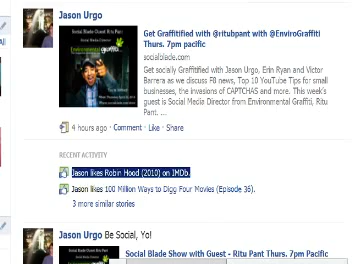 Jason Urgo
Get Graffitified with @ritubpant with @EnviroGraffiti
Thurs. 7pm pacific
socialblade.com
Get socially Graffitified with Jason Urgo, Erin Ryan and Victor
Barrera as we discuss F8 news, Top 10 YouTube Tips for small
businesses, the invasions of CAPTCHAS and more. This week's
guest is Social Media Director from Environmental Graffiti, Ritu
Pant. ...
4 hours ago · Comment · Like · Share
RECENT ACTIVITY
Jason likes Robin Hood (2010) on IMDb.
Jason likes 100 Million Ways to Digg Four Movies (Episode 36).
3 more similar stories
Jason Urgo Be Social, Yo!
Social Blade Show with Guest - Ritu Pant Thurs. 7pm Pacific